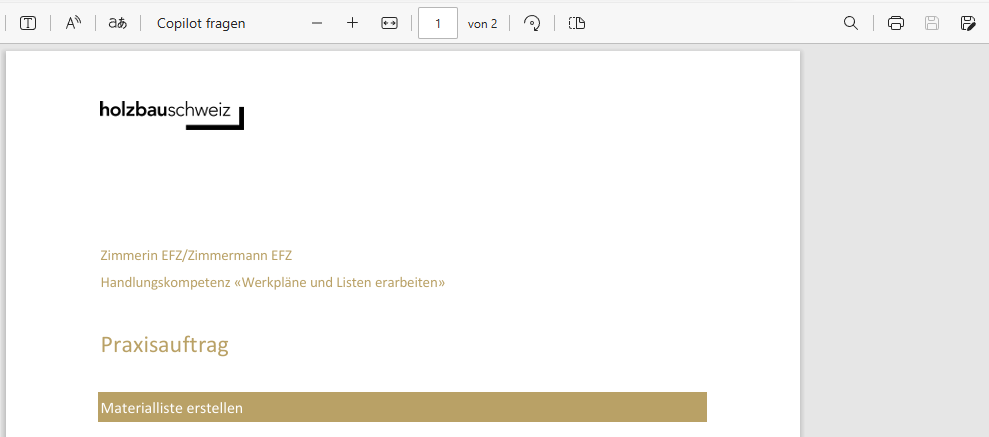 Copilot fragen
1 von 2
holzbauschweiz
Zimmerin EFZ/Zimmermann EFZ
Handlungskompetenz «Werkpläne und Listen erarbeiten»
Praxisauftrag
Materialliste erstellen